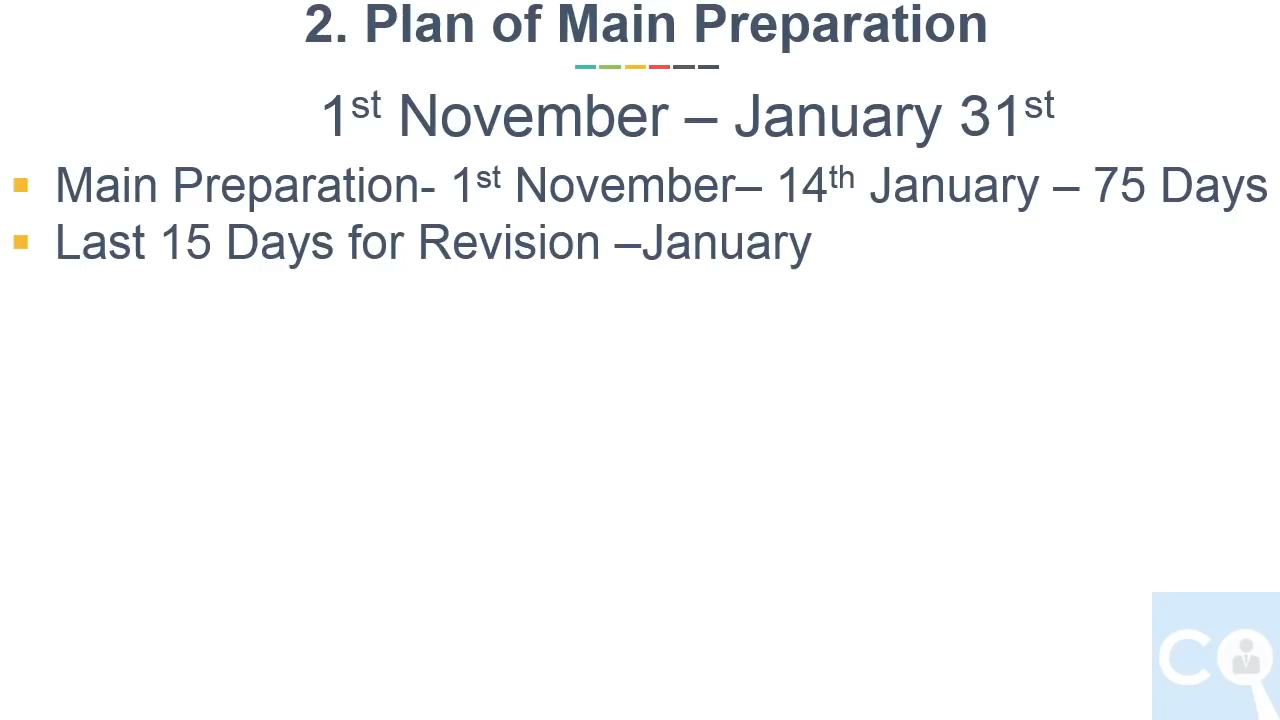 2. Plan of Main Preparation
1st November – January 31st
Main Preparation- 1st November– 14th January – 75 Days
Last 15 Days for Revision –January
CO